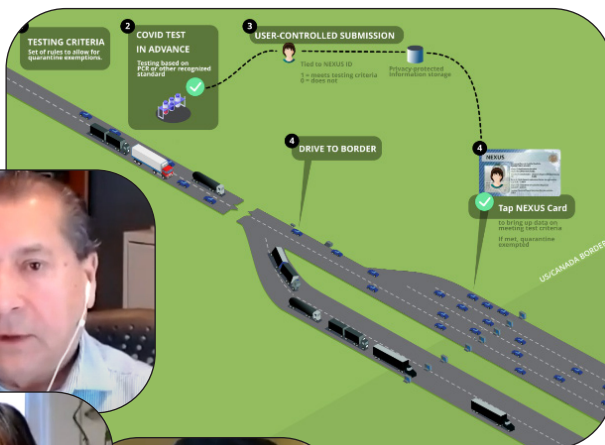 TESTING CRITERIA
Set of rules to allow for
quarantine exemptions.
2
COVID TEST
IN ADVANCE
Testing based on
PCR or other recognized
standard
3
USER-CONTROLLED SUBMISSION
Tied to NEXUS ID
1 = meets testing criteria
0 = does not
Privacy-protected
information storage
4
DRIVE TO BORDER
4
NEXUS
Tap NEXUS Card
to bring up data on
meeting test criteria
If met, quarantine
exempted
US/CANADA BORDER